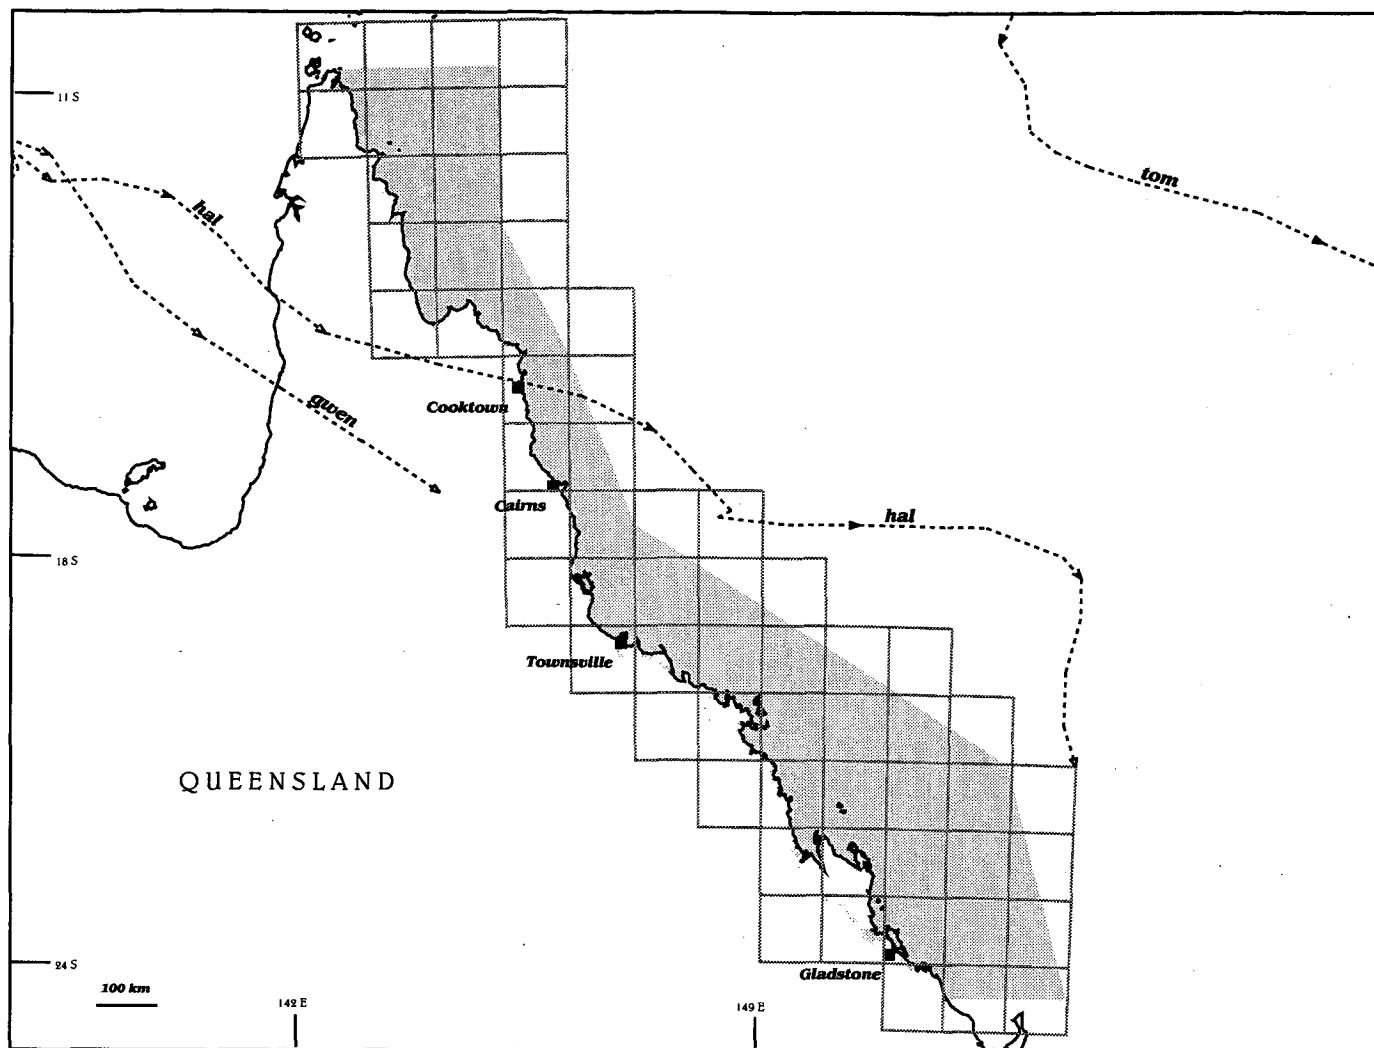 11 S
tom
hal
gwen
Cooktown
Cairns
hal
18 S
Townsville
QUEENSLAND
24 S
Gladstone
100 km
142 E
149 E